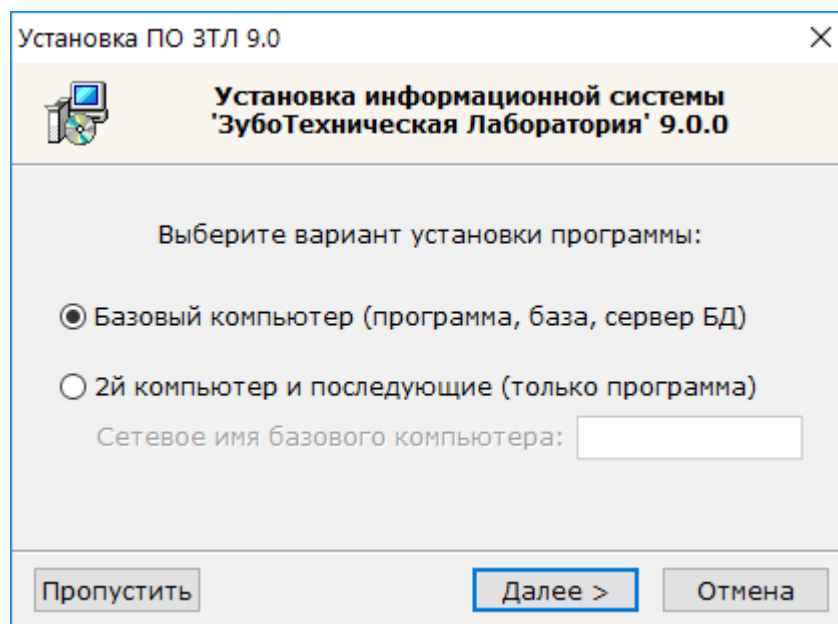 Установка ПО ЗТЛ 9.0
Установка информационной системы
'ЗубоТехническая Лаборатория' 9.0.0
Выберите вариант установки программы:
Базовый компьютер (программа, база, сервер БД)
2й компьютер и последующие (только программа)
Сетевое имя базового компьютера:
Пропустить
Далее >
Отмена